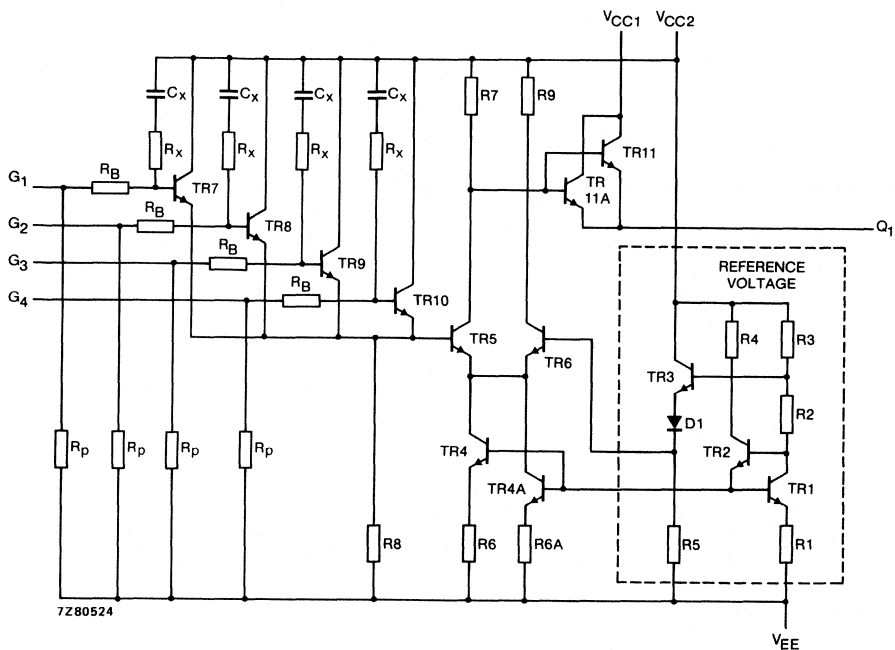 VCC1 VCC2
Cx Cx Cx Cx R7 R9
Rx Rx Rx Rx TR11
G1 RB TR7 TR
11A
G2 RB TR8 Q1
G3 RB TR9 REFERENCE
VOLTAGE
G4 RB TR10
TR5 TR6 R4 R3
TR3
D1 R2
Rp Rp Rp Rp TR4 TR2
TR4A TR1
R8 R6 R6A R5 R1
7Z80524
VEE